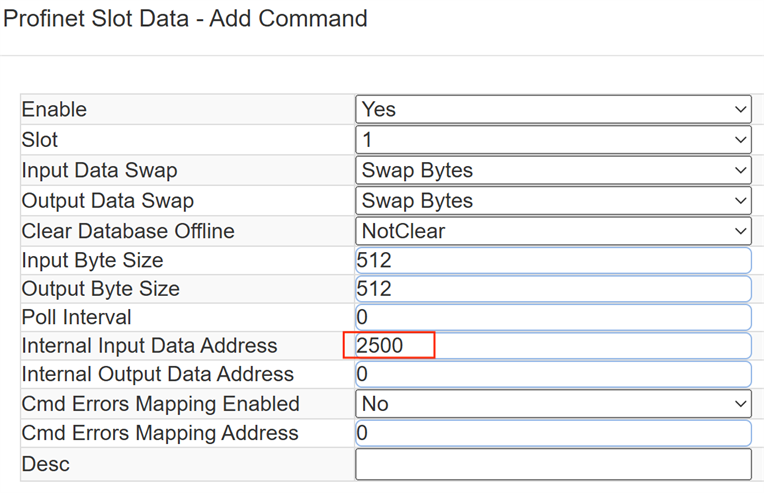 Profinet Slot Data - Add Command
Enable Yes
Slot 1
Input Data Swap Swap Bytes
Output Data Swap Swap Bytes
Clear Database Offline NotClear
Input Byte Size 512
Output Byte Size 512
Poll Interval 0
Internal Input Data Address 2500
Internal Output Data Address 0
Cmd Errors Mapping Enabled No
Cmd Errors Mapping Address 0
Desc